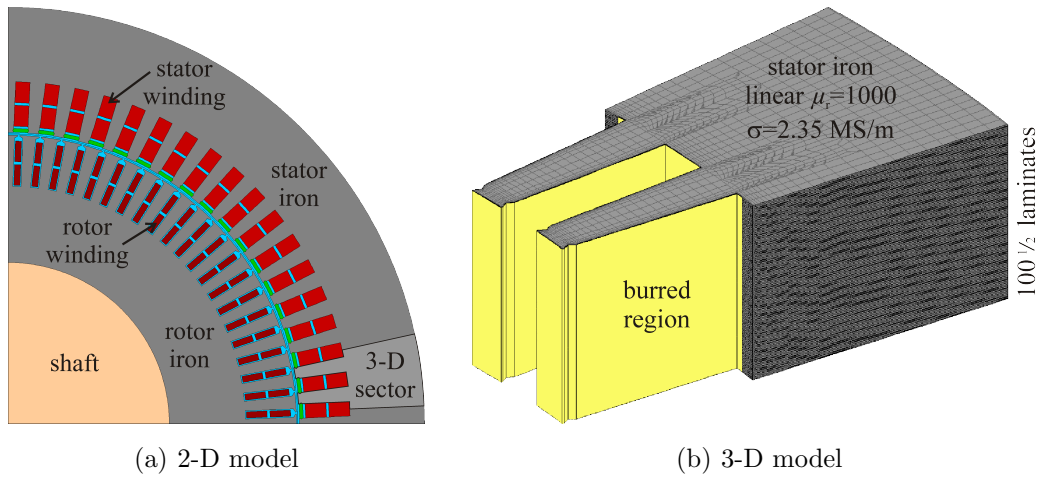 stator
winding
stator
iron
rotor
winding
rotor
iron
shaft
3-D
sector
(a) 2-D model
stator iron
linear μr=1000
σ=2.35 MS/m
burred
region
100 ½ laminates
(b) 3-D model